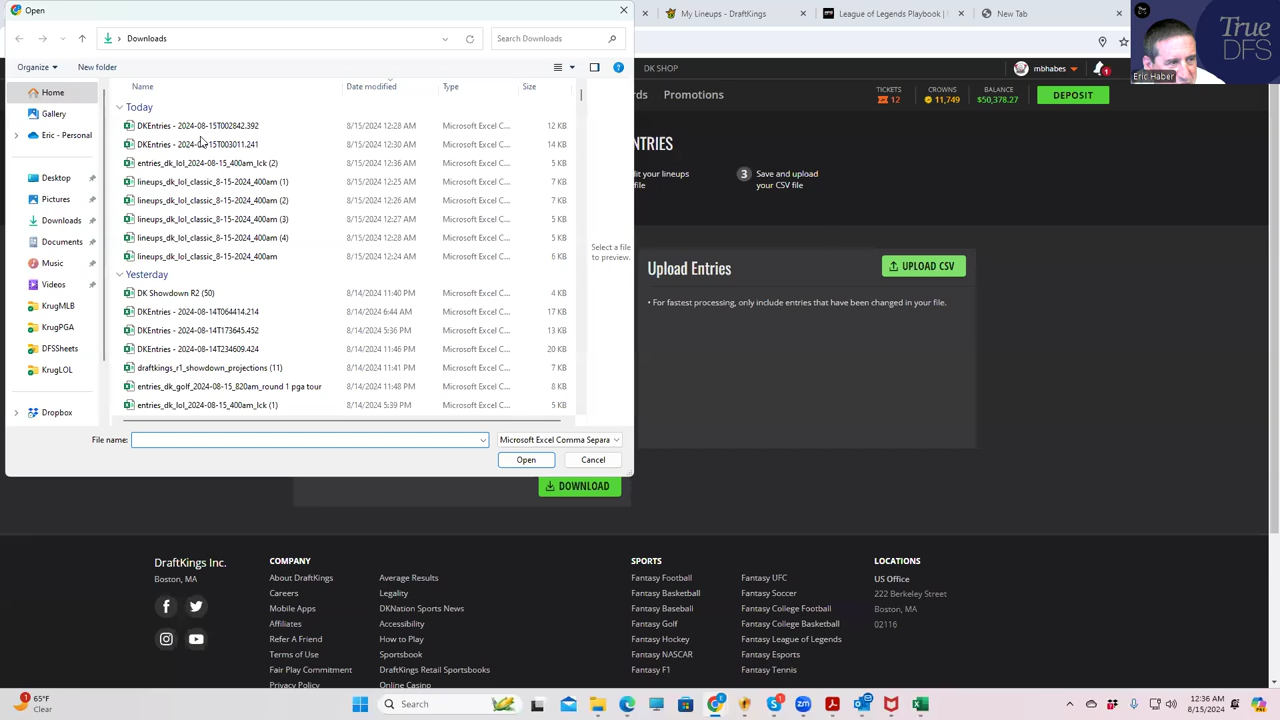 Open
My Lineups - DraftKings
League of Legends Playbook |
New Tab
True
DFS
Eric Haber
Downloads
Search Downloads
Organize
New folder
DK SHOP
mbhabes
1
Name
Date modified
Type
Size
Promotions
TICKETS
12
CROWNS
11,749
BALANCE
$50,378.27
DEPOSIT
Home
Gallery
Eric - Personal
Desktop
Pictures
Downloads
Documents
Music
Videos
KrugMLB
KrugPGA
DFSSheets
KrugLOL
Dropbox
Today
DKEntries - 2024-08-15T002842.392 8/15/2024 12:28 AM Microsoft Excel C... 12 KB
DKEntries - 2024-08-15T003011.241 8/15/2024 12:30 AM Microsoft Excel C... 14 KB
entries_dk_lol_2024-08-15_400am_lck (2) 8/15/2024 12:36 AM Microsoft Excel C... 5 KB
lineups_dk_lol_classic_8-15-2024_400am (1) 8/15/2024 12:25 AM Microsoft Excel C... 7 KB
lineups_dk_lol_classic_8-15-2024_400am (2) 8/15/2024 12:26 AM Microsoft Excel C... 7 KB
lineups_dk_lol_classic_8-15-2024_400am (3) 8/15/2024 12:27 AM Microsoft Excel C... 5 KB
lineups_dk_lol_classic_8-15-2024_400am (4) 8/15/2024 12:28 AM Microsoft Excel C... 5 KB
lineups_dk_lol_classic_8-15-2024_400am 8/15/2024 12:24 AM Microsoft Excel C... 6 KB
Yesterday
DK Showdown R2 (50) 8/14/2024 11:40 PM Microsoft Excel C... 4 KB
DKEntries - 2024-08-14T064414.214 8/14/2024 6:44 AM Microsoft Excel C... 17 KB
DKEntries - 2024-08-14T173645.452 8/14/2024 5:36 PM Microsoft Excel C... 13 KB
DKEntries - 2024-08-14T234609.424 8/14/2024 11:46 PM Microsoft Excel C... 20 KB
draftkings_r1_showdown_projections (11) 8/14/2024 11:41 PM Microsoft Excel C... 7 KB
entries_dk_golf_2024-08-15_820am_round 1 pga tour 8/14/2024 11:48 PM Microsoft Excel C... 8 KB
entries_dk_lol_2024-08-15_400am_lck (1) 8/14/2024 5:39 PM Microsoft Excel C... 5 KB
Select a file
to preview.
File name:
Microsoft Excel Comma Separa
Open
Cancel
ENTRIES
dit your lineups
file
3
Save and upload
your CSV file
Upload Entries
UPLOAD CSV
• For fastest processing, only include entries that have been changed in your file.
DOWNLOAD
DraftKings Inc.
Boston, MA
COMPANY
About DraftKings
Careers
Mobile Apps
Affiliates
Refer A Friend
Terms of Use
Fair Play Commitment
Privacy Policy
Average Results
Legality
DKNation Sports News
Accessibility
How to Play
Sportsbook
DraftKings Retail Sportsbooks
Online Casino
SPORTS
Fantasy Football
Fantasy Basketball
Fantasy Baseball
Fantasy Golf
Fantasy Hockey
Fantasy NASCAR
Fantasy F1
Fantasy UFC
Fantasy Soccer
Fantasy College Football
Fantasy College Basketball
Fantasy League of Legends
Fantasy Esports
Fantasy Tennis
LOCATIONS
US Office
222 Berkeley Street
Boston, MA
02116
1
65°F
Clear
Search
12:36 AM
8/15/2024